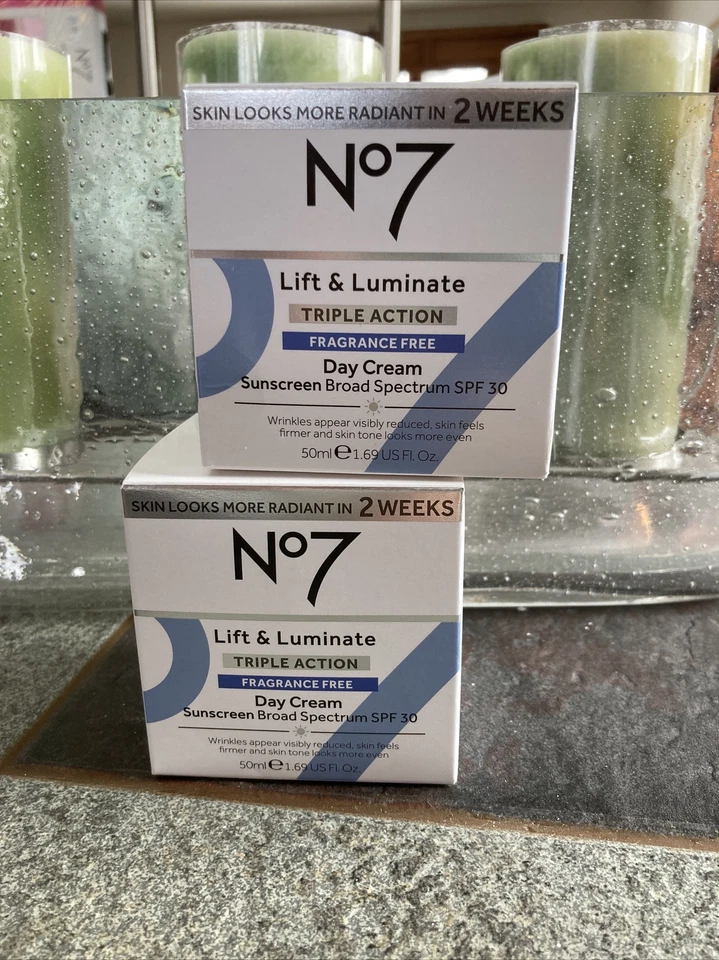 No7
SKIN LOOKS MORE RADIANT IN 2 WEEKS
No7
Lift & Luminate
TRIPLE ACTION
FRAGRANCE FREE
Day Cream
Sunscreen Broad Spectrum SPF 30
Wrinkles appear visibly reduced, skin feels
firmer and skin tone looks more even
50ml ℮ 1.69 US Fl. Oz.
SKIN LOOKS MORE RADIANT IN 2 WEEKS
No7
Lift & Luminate
TRIPLE ACTION
FRAGRANCE FREE
Day Cream
Sunscreen Broad Spectrum SPF 30
Wrinkles appear visibly reduced, skin feels
firmer and skin tone looks more even
50ml ℮ 1.69 US Fl. Oz.